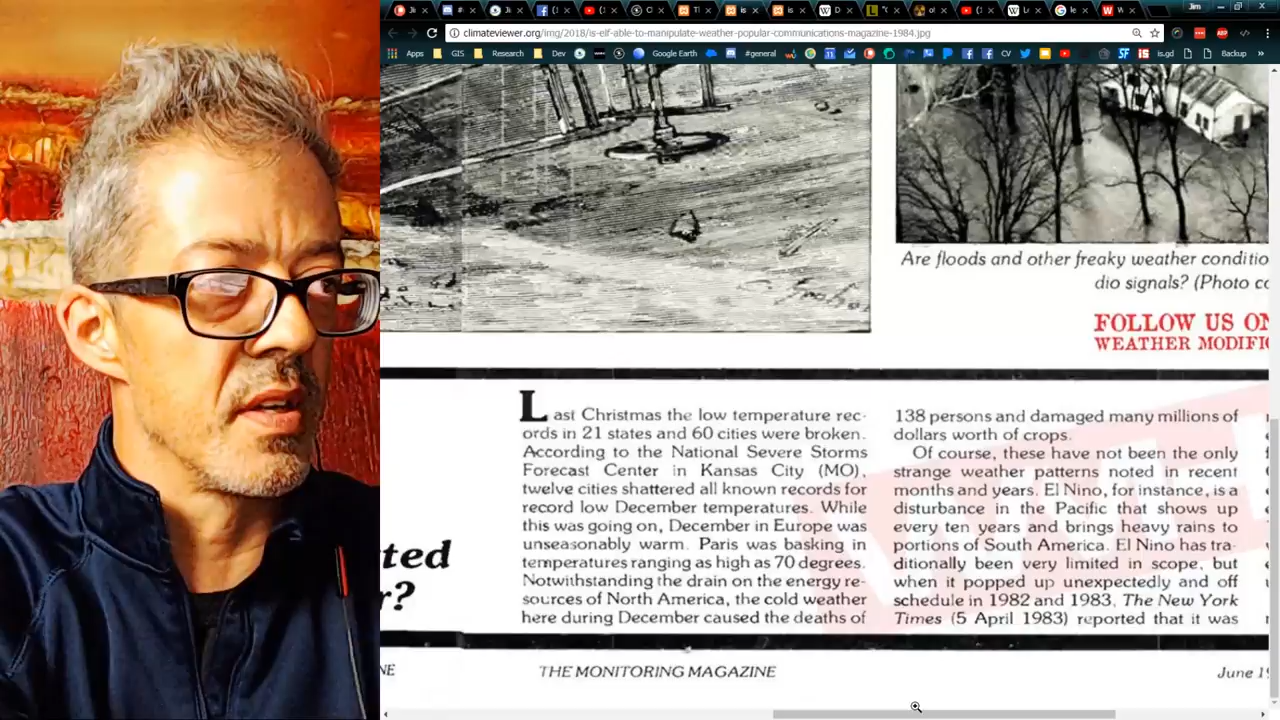 Jim
climateviewer.org/img/2018/is-elf-able-to-manipulate-weather-popular-communications-magazine-1984.jpg
Apps GIS Research Dev Google Earth #general CV is.gd Backup
Are floods and other freaky weather conditio
dio signals? (Photo co
FOLLOW US ON
WEATHER MODIFIC
ted
r?
Last Christmas the low temperature rec-
ords in 21 states and 60 cities were broken.
According to the National Severe Storms
Forecast Center in Kansas City (MO),
twelve cities shattered all known records for
record low December temperatures. While
this was going on, December in Europe was
unseasonably warm. Paris was basking in
temperatures ranging as high as 70 degrees.
Notwithstanding the drain on the energy re-
sources of North America, the cold weather
here during December caused the deaths of
138 persons and damaged many millions of
dollars worth of crops.
Of course, these have not been the only
strange weather patterns noted in recent
months and years. El Nino, for instance, is a
disturbance in the Pacific that shows up
every ten years and brings heavy rains to
portions of South America. El Nino has tra-
ditionally been very limited in scope, but
when it popped up unexpectedly and off
schedule in 1982 and 1983, The New York
Times (5 April 1983) reported that it was
NE
THE MONITORING MAGAZINE
June 19